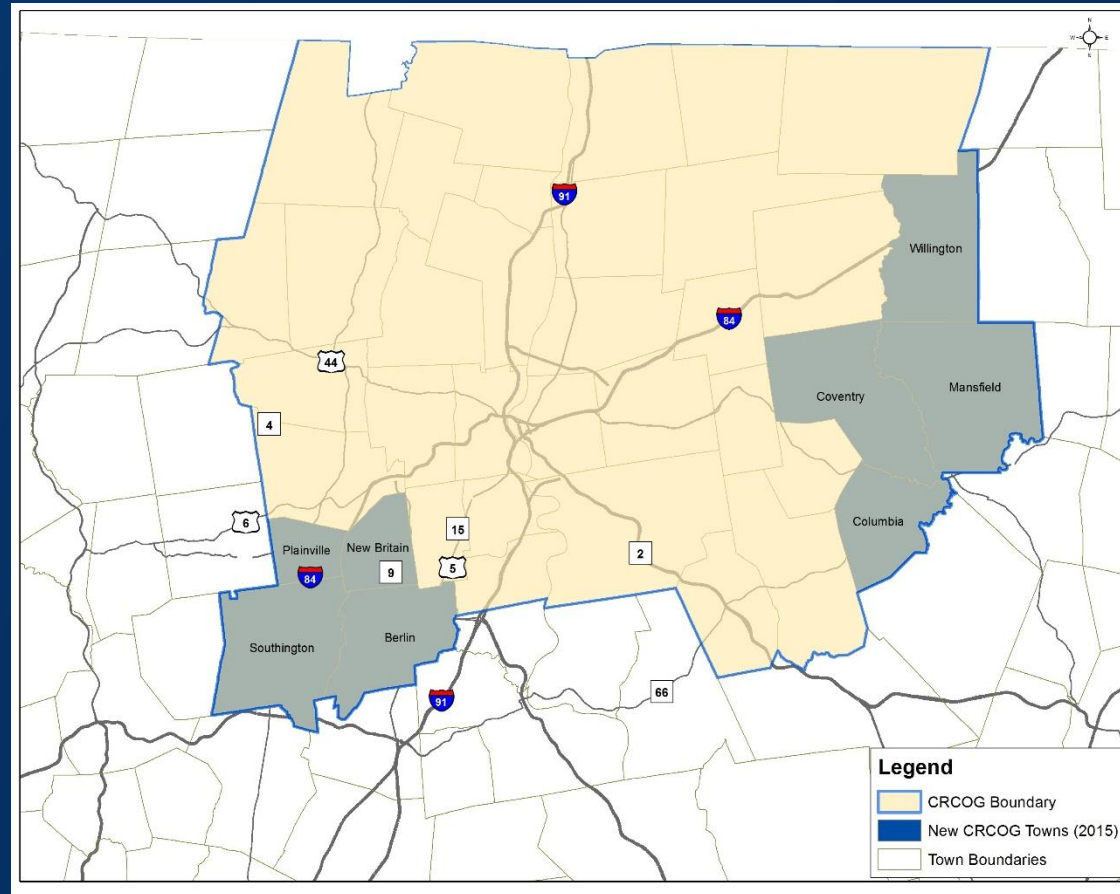 N
W
E
S
91
Willington
84
44
Mansfield
Coventry
4
Columbia
6
15
Plainville
New Britain
2
5
9
84
Southington
Berlin
66
91
Legend
CRCOG Boundary
New CRCOG Towns (2015)
Town Boundaries